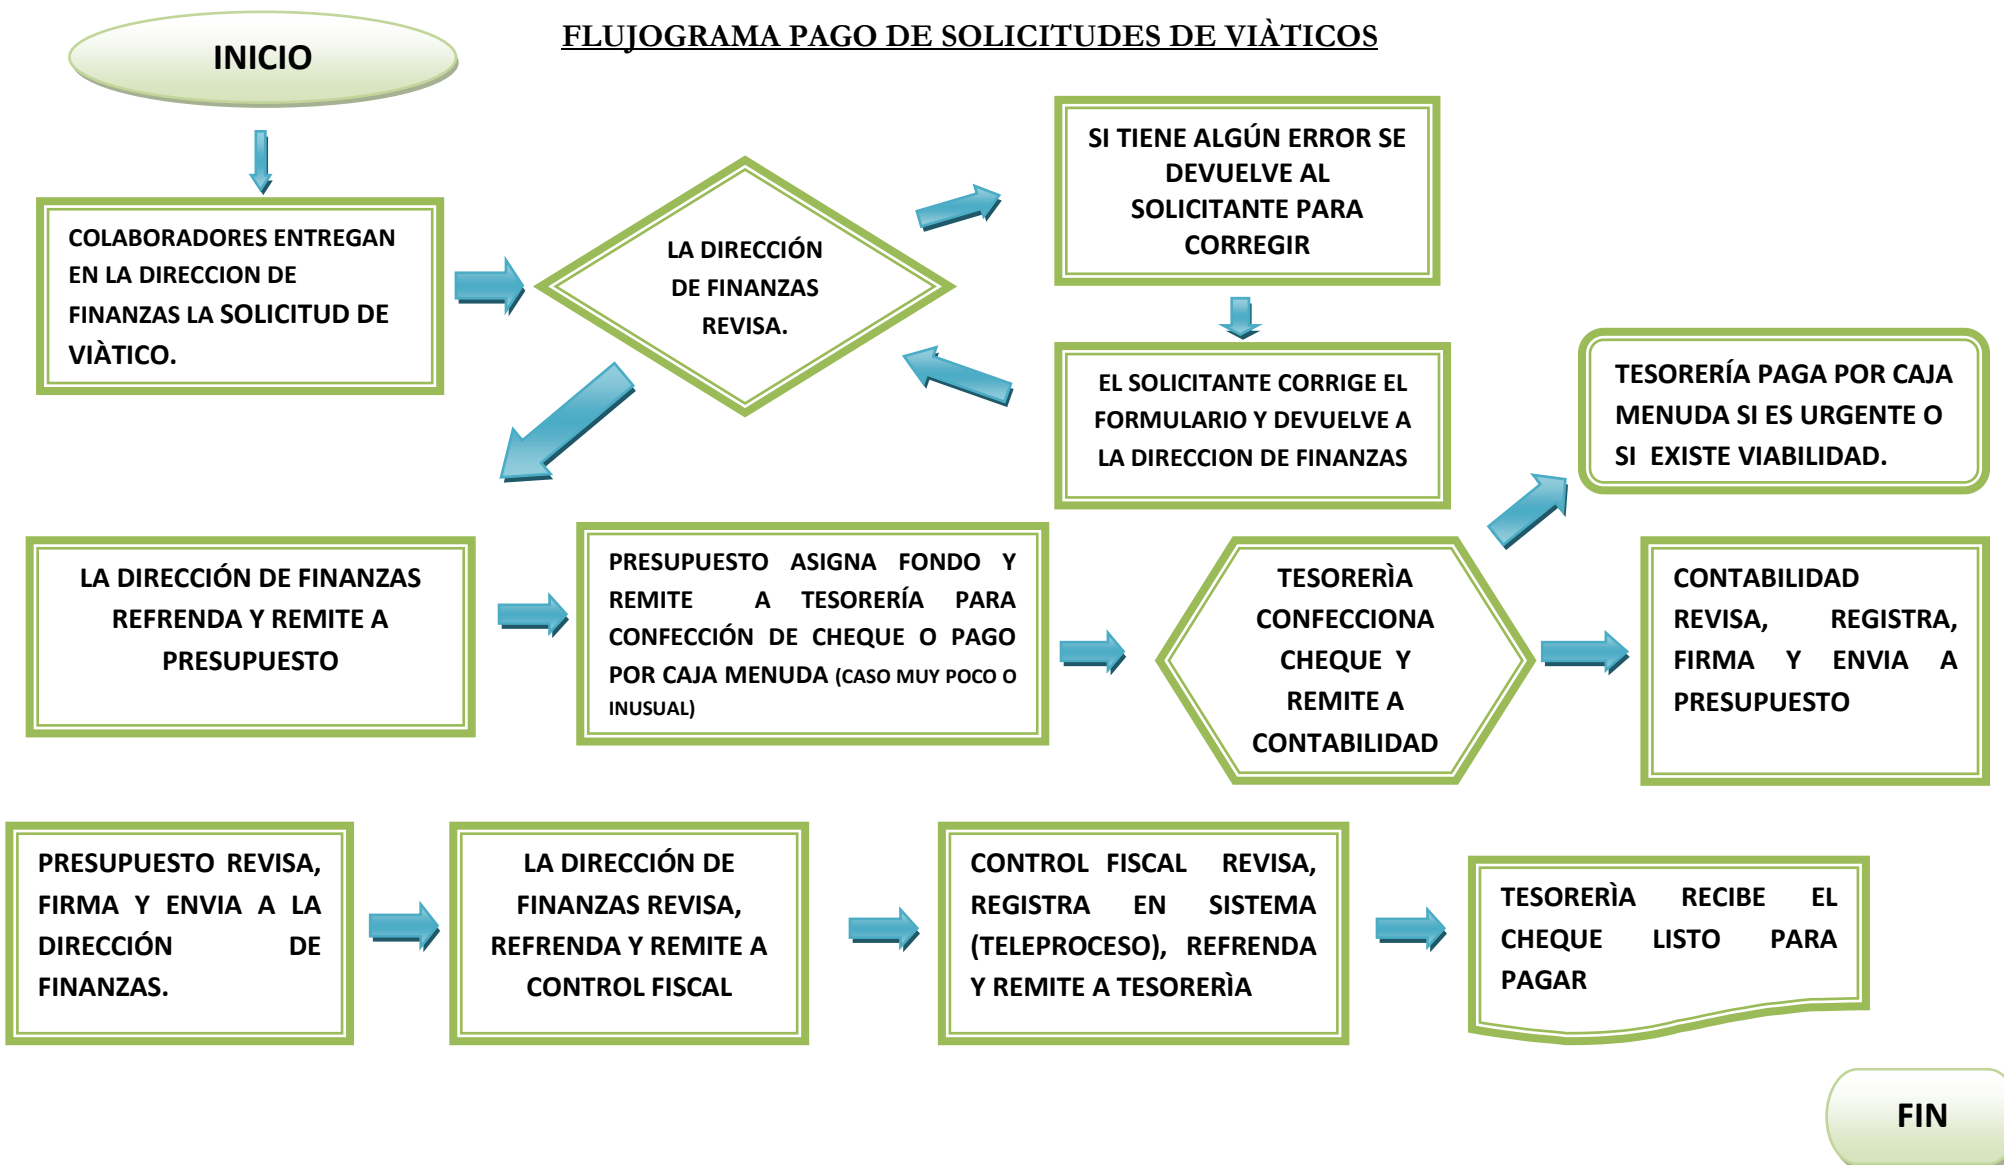 FLUJOGRAMA PAGO DE SOLICITUDES DE VIÀTICOS
INICIO
COLABORADORES ENTREGAN
EN LA DIRECCION DE
FINANZAS LA SOLICITUD DE
VIÀTICO.
LA DIRECCIÓN
DE FINANZAS
REVISA.
SI TIENE ALGÚN ERROR SE
DEVUELVE AL
SOLICITANTE PARA
CORREGIR
EL SOLICITANTE CORRIGE EL
FORMULARIO Y DEVUELVE A
LA DIRECCION DE FINANZAS
TESORERÍA PAGA POR CAJA
MENUDA SI ES URGENTE O
SI EXISTE VIABILIDAD.
LA DIRECCIÓN DE FINANZAS
REFRENDA Y REMITE A
PRESUPUESTO
PRESUPUESTO ASIGNA FONDO Y
REMITE A TESORERÍA PARA
CONFECCIÓN DE CHEQUE O PAGO
POR CAJA MENUDA (CASO MUY POCO O
INUSUAL)
TESORERÌA
CONFECCIONA
CHEQUE Y
REMITE A
CONTABILIDAD
CONTABILIDAD
REVISA, REGISTRA,
FIRMA Y ENVIA A
PRESUPUESTO
PRESUPUESTO REVISA,
FIRMA Y ENVIA A LA
DIRECCIÓN DE
FINANZAS.
LA DIRECCIÓN DE
FINANZAS REVISA,
REFRENDA Y REMITE A
CONTROL FISCAL
CONTROL FISCAL REVISA,
REGISTRA EN SISTEMA
(TELEPROCESO), REFRENDA
Y REMITE A TESORERÌA
TESORERÌA RECIBE EL
CHEQUE LISTO PARA
PAGAR
FIN